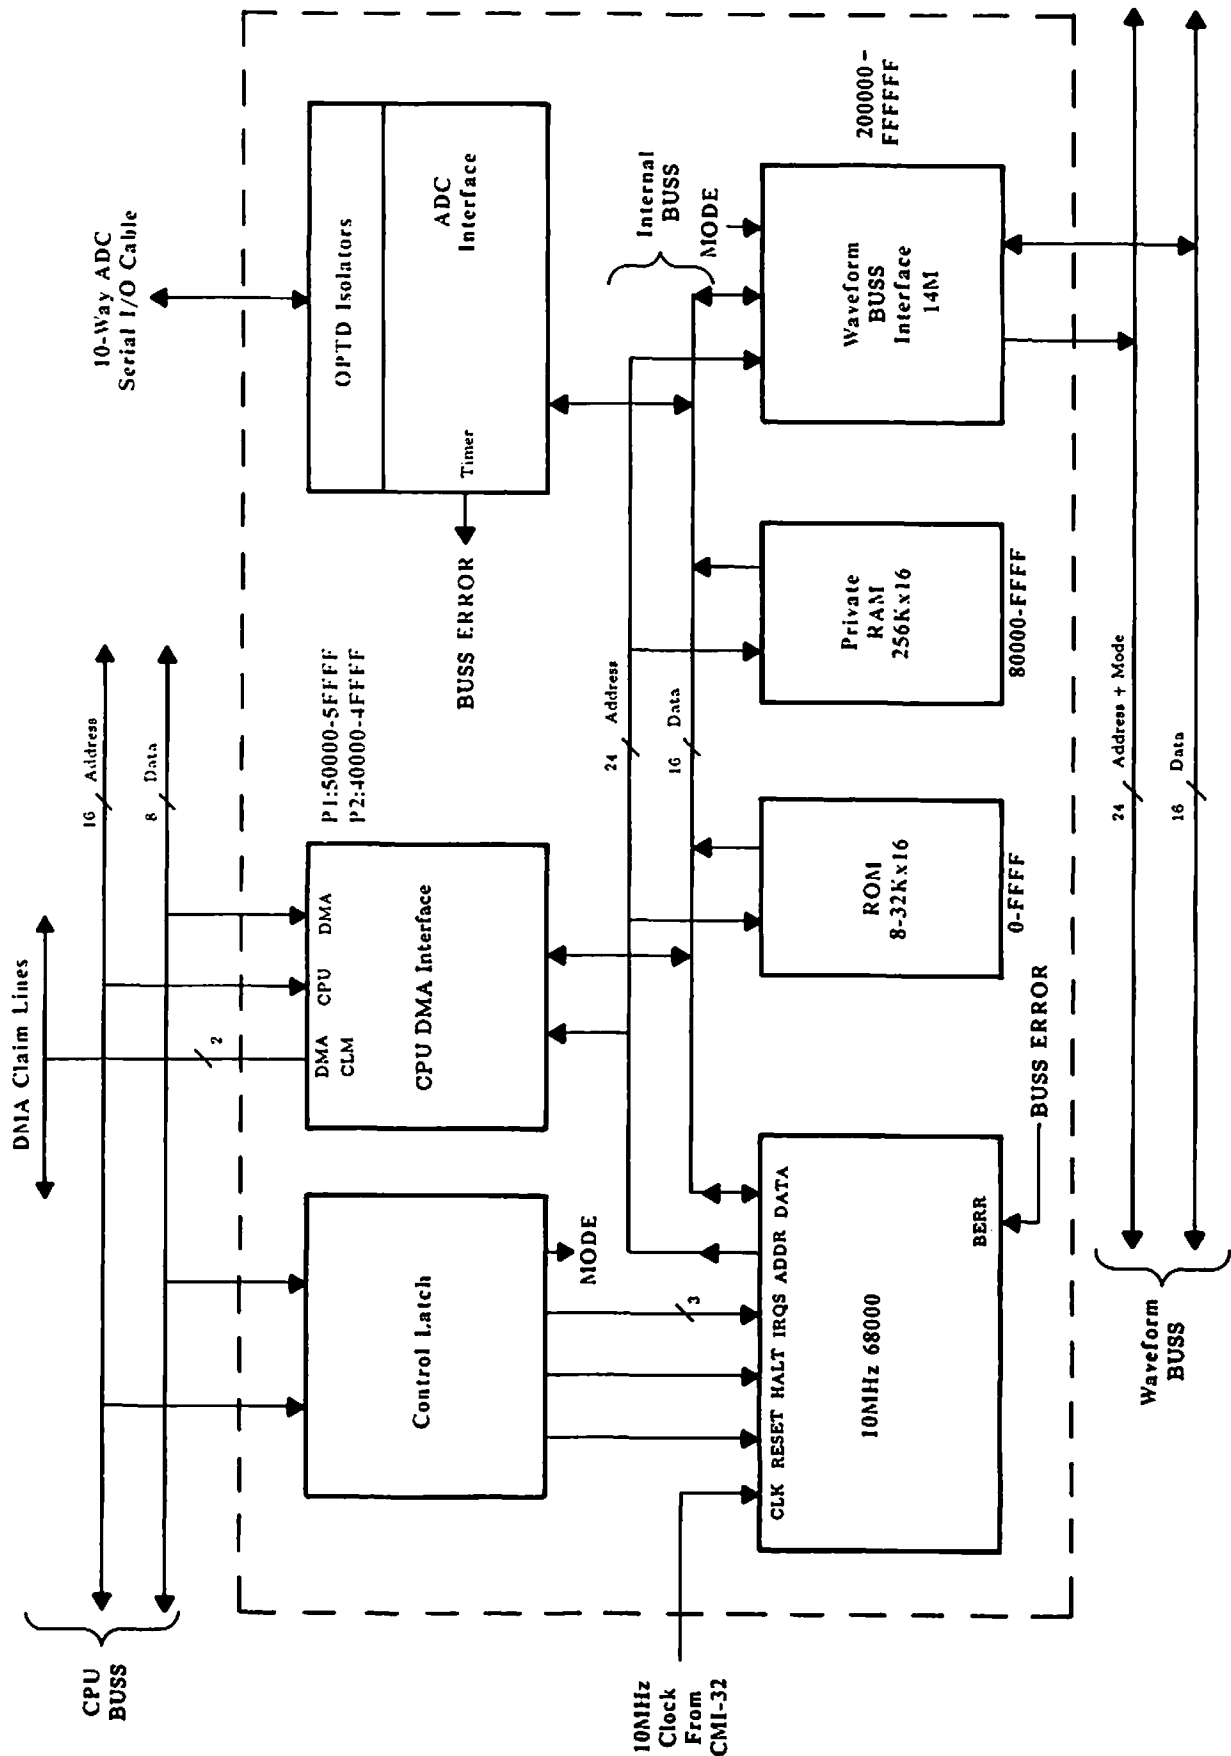 DMA Claim Lines
10-Way ADC
Serial I/O Cable
CPU
BUSS
16
Address
8
Data
2
Control Latch
MODE
DMA
CLM
CPU
DMA
CPU DMA Interface
P1:50000-5FFFF
P2:40000-4FFFF
OPTD Isolators
ADC
Interface
Timer
BUSS ERROR
Internal
BUSS
24
Address
16
Data
3
MODE
10MHz
Clock
From
CMI-32
CLK RESET HALT IRQS ADDR DATA
10MHz 68000
BERR
BUSS ERROR
ROM
8-32Kx16
0-FFFF
Private
RAM
256Kx16
80000-FFFF
Waveform
BUSS
Interface
14M
200000-
FFFFFF
Waveform
BUSS
24
Address + Mode
16
Data